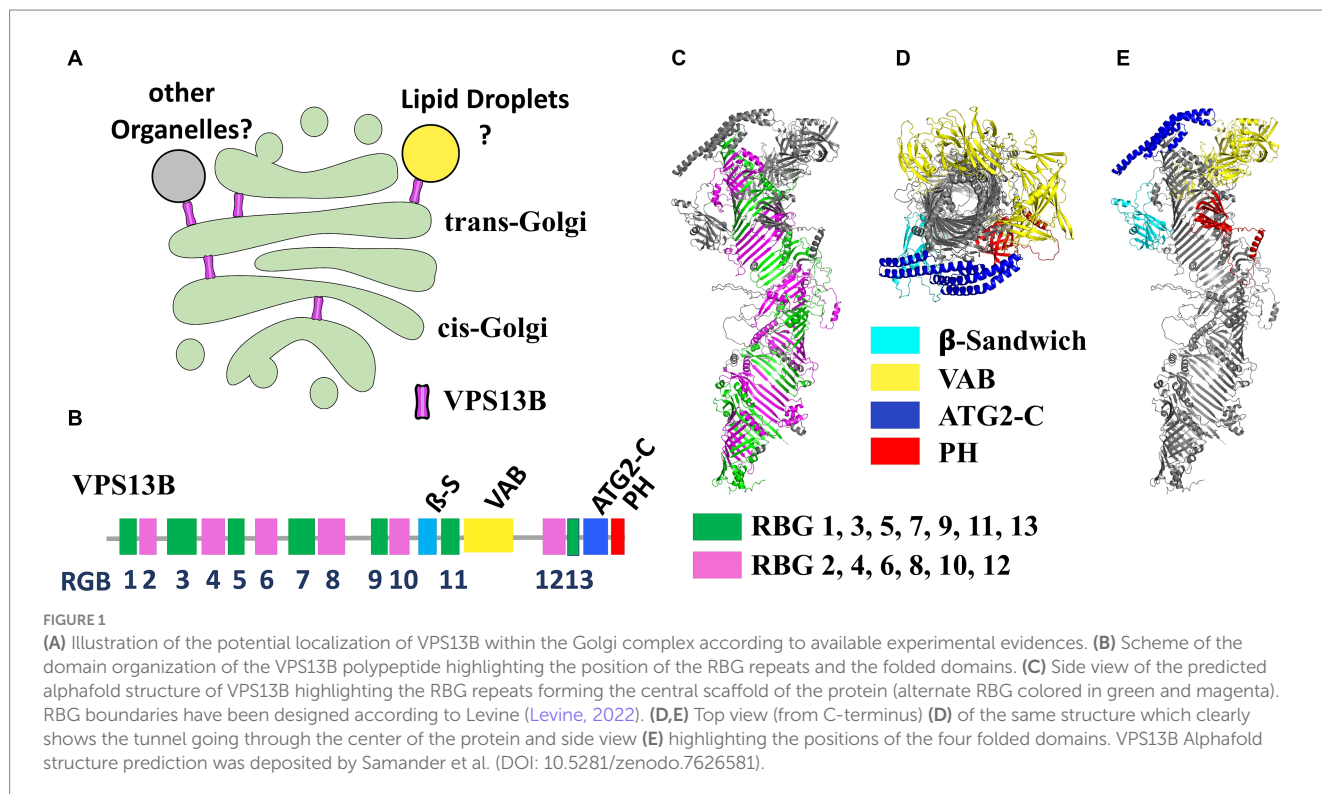 A
other
Organelles?
Lipid Droplets
?
trans-Golgi
cis-Golgi
VPS13B
B
VPS13B
ß-S
VAB
ATG2-C
PH
RGB 1 2 3 4 5 6 7 8 9 10 11 12 13
C
D
E
β-Sandwich
VAB
ATG2-C
PH
RBG 1, 3, 5, 7, 9, 11, 13
RBG 2, 4, 6, 8, 10, 12
FIGURE 1
(A) Illustration of the potential localization of VPS13B within the Golgi complex according to available experimental evidences. (B) Scheme of the
domain organization of the VPS13B polypeptide highlighting the position of the RBG repeats and the folded domains. (C) Side view of the predicted
alphafold structure of VPS13B highlighting the RBG repeats forming the central scaffold of the protein (alternate RBG colored in green and magenta).
RBG boundaries have been designed according to Levine (Levine, 2022). (D,E) Top view (from C-terminus) (D) of the same structure which clearly
shows the tunnel going through the center of the protein and side view (E) highlighting the positions of the four folded domains. VPS13B Alphafold
structure prediction was deposited by Samander et al. (DOI: 10.5281/zenodo.7626581).